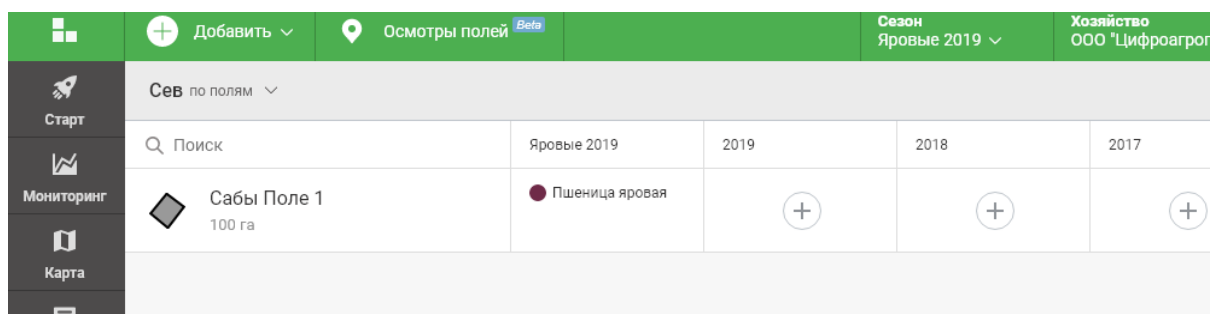 Добавить
Осмотры полей Beta
Сезон
Яровые 2019
Хозяйство
ООО "Цифроагро
Старт
Мониторинг
Карта
Сев по полям
Поиск
Яровые 2019
2019
2018
2017
Сабы Поле 1
100 га
Пшеница яровая